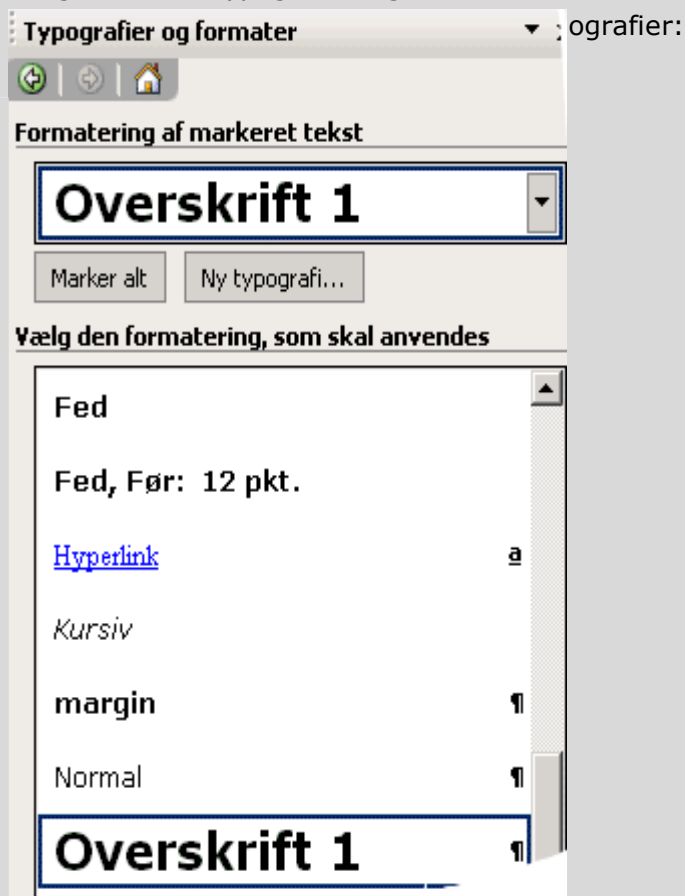 Typografier og formater
ografier:
Formatering af markeret tekst
Overskrift 1
Marker alt Ny typografi...
Vælg den formatering, som skal anvendes
Fed
Fed, Før: 12 pkt.
Hyperlink a
Kursiv
margin ¶
Normal ¶
Overskrift 1 ¶